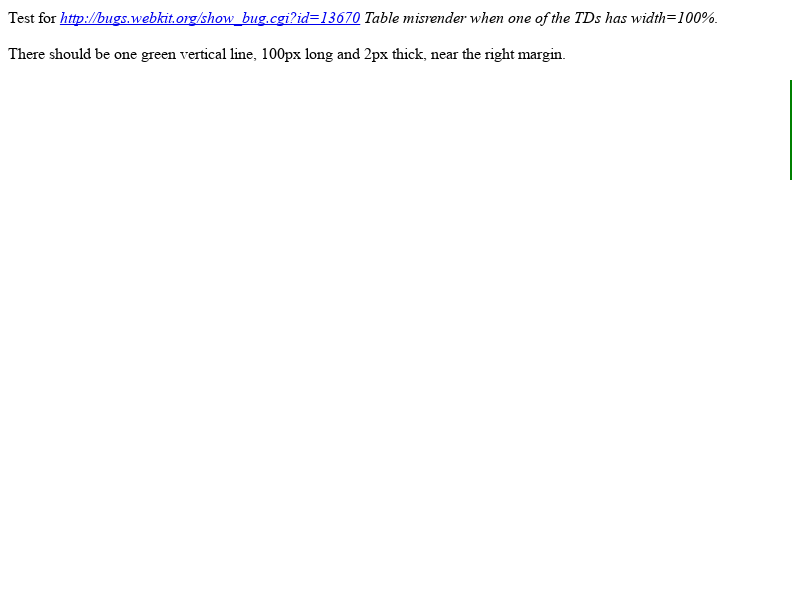 Test for http://bugs.webkit.org/show_bug.cgi?id=13670 Table misrender when one of the TDs has width=100%.
There should be one green vertical line, 100px long and 2px thick, near the right margin.